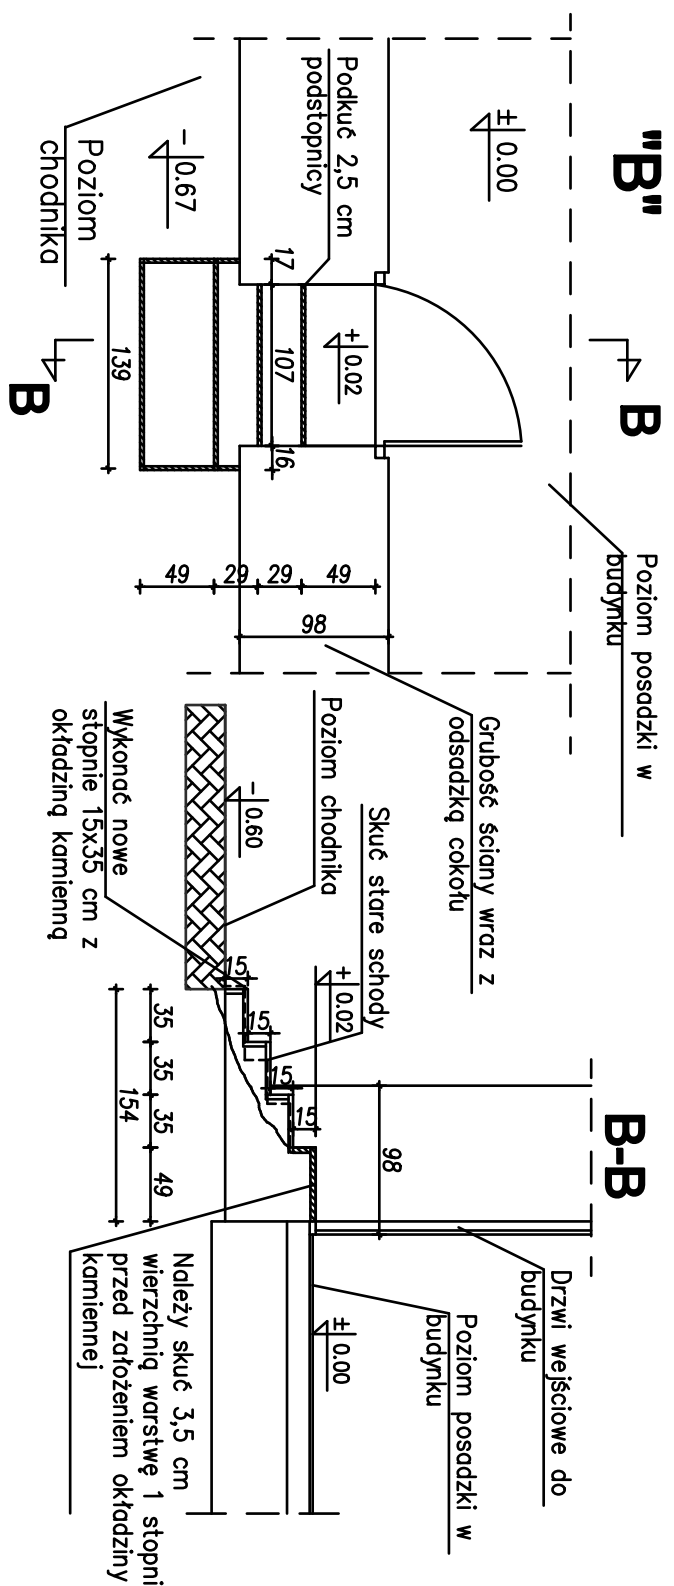 "B"
B
Poziom posadzki w
budynku
± 0.00
Podkuć 2,5 cm
podstopnicy
- 0.67
Poziom
chodnika
17
107
16
+ 0.02
139
B
49
29
29
49
98
Grubość ściany wraz z
odsadzką cokołu
B-B
Skuć stare schody
Poziom chodnika
- 0.60
Wykonać nowe
stopnie 15x35 cm z
okładziną kamienną
+ 0.02
15
15
15
15
98
35
35
35
49
154
Drzwi wejściowe do
budynku
Poziom posadzki w
budynku
± 0.00
Należy skuć 3,5 cm
wierzchnią warstwę 1 stopni
przed założeniem okładziny
kamiennej